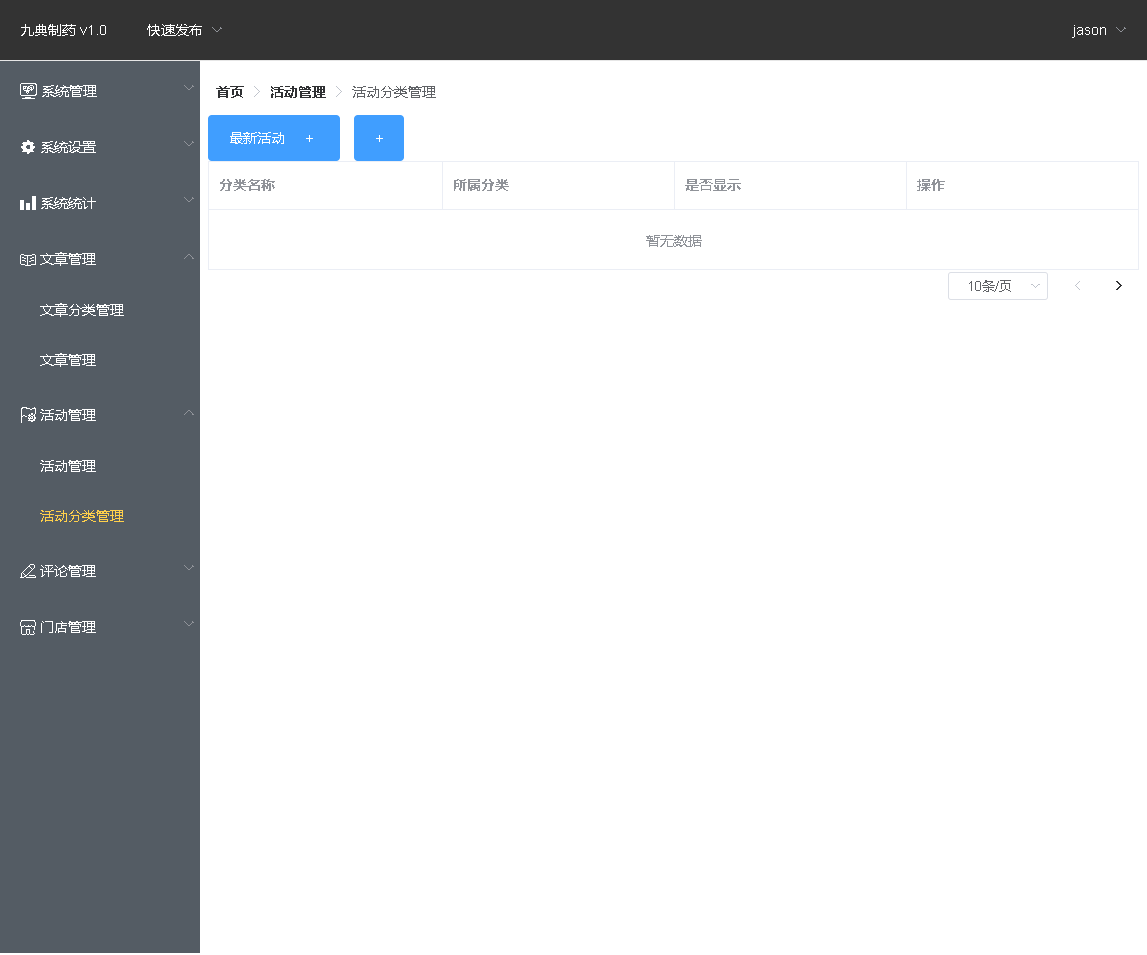 九典制药 v1.0 快速发布 jason
系统管理
系统设置
系统统计
文章管理
文章分类管理
文章管理
活动管理
活动管理
活动分类管理
评论管理
门店管理
首页 活动管理 活动分类管理
最新活动 + +
分类名称 所属分类 是否显示 操作
暂无数据
10条/页